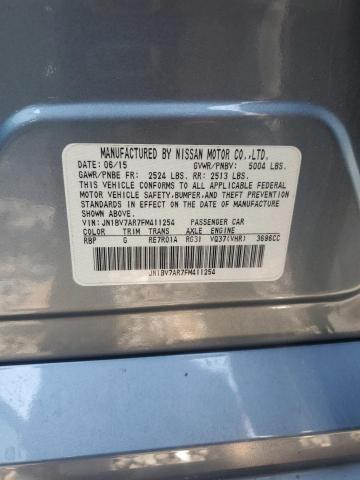 MANUFACTURED BY NISSAN MOTOR CO.,LTD.
DATE: 06/15 GVWR/PNBV: 5004 LBS.
GAWR/PNBE FR: 2524 LBS. RR: 2513 LBS.
THIS VEHICLE CONFORMS TO ALL APPLICABLE FEDERAL
MOTOR VEHICLE SAFETY,BUMPER,AND THEFT PREVENTION
STANDARDS IN EFFECT ON THE DATE OF MANUFACTURE
SHOWN ABOVE.
VIN: JN1BV7AR7FM411254 PASSENGER CAR
COLOR TRIM TRANS AXLE ENGINE
RBP G RE7R01A RG31 VQ37(VHR) 3696CC
JN1BV7AR7FM411254